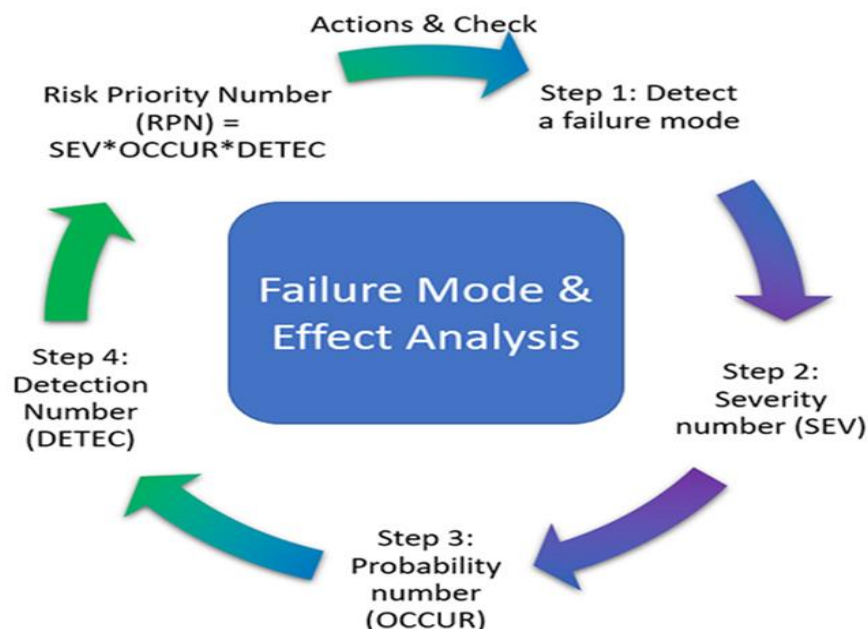 Actions & Check
Risk Priority Number
(RPN) =
SEV*OCCUR*DETEC
Step 1: Detect
a failure mode
Failure Mode &
Effect Analysis
Step 2:
Severity
number (SEV)
Step 3:
Probability
number
(OCCUR)
Step 4:
Detection
Number
(DETEC)